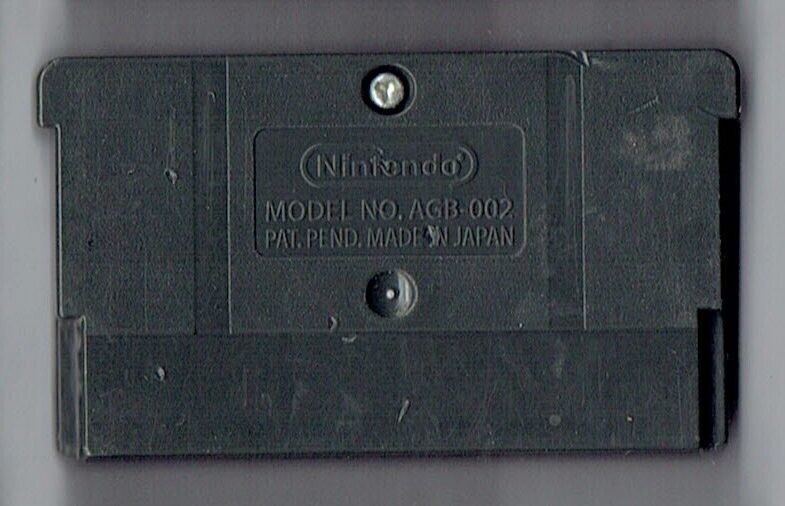 Nintendo
MODEL NO. AGB-002
PAT. PEND. MADE IN JAPAN